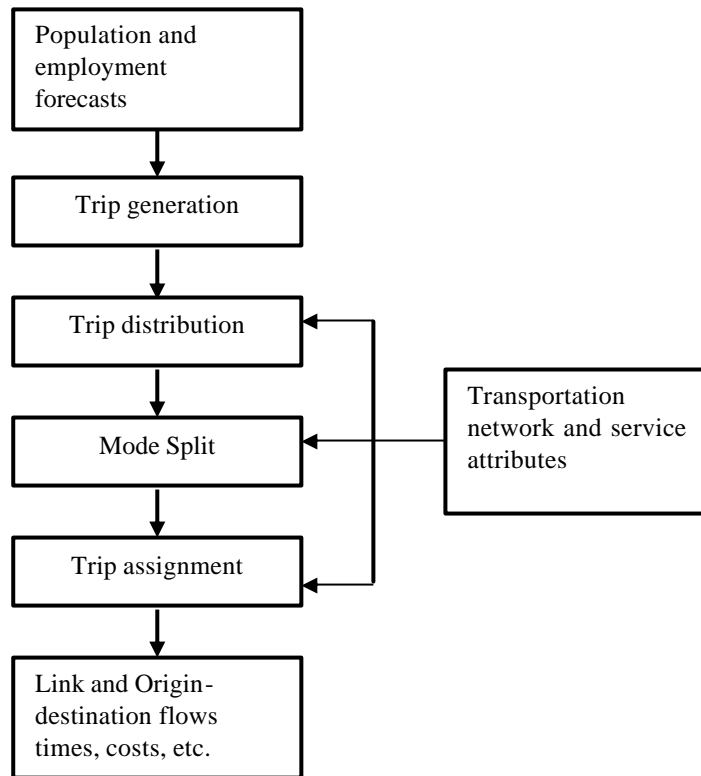 Population and
employment
forecasts
Trip generation
Trip distribution
Transportation
network and service
attributes
Mode Split
Trip assignment
Link and Origin-
destination flows
times, costs, etc.